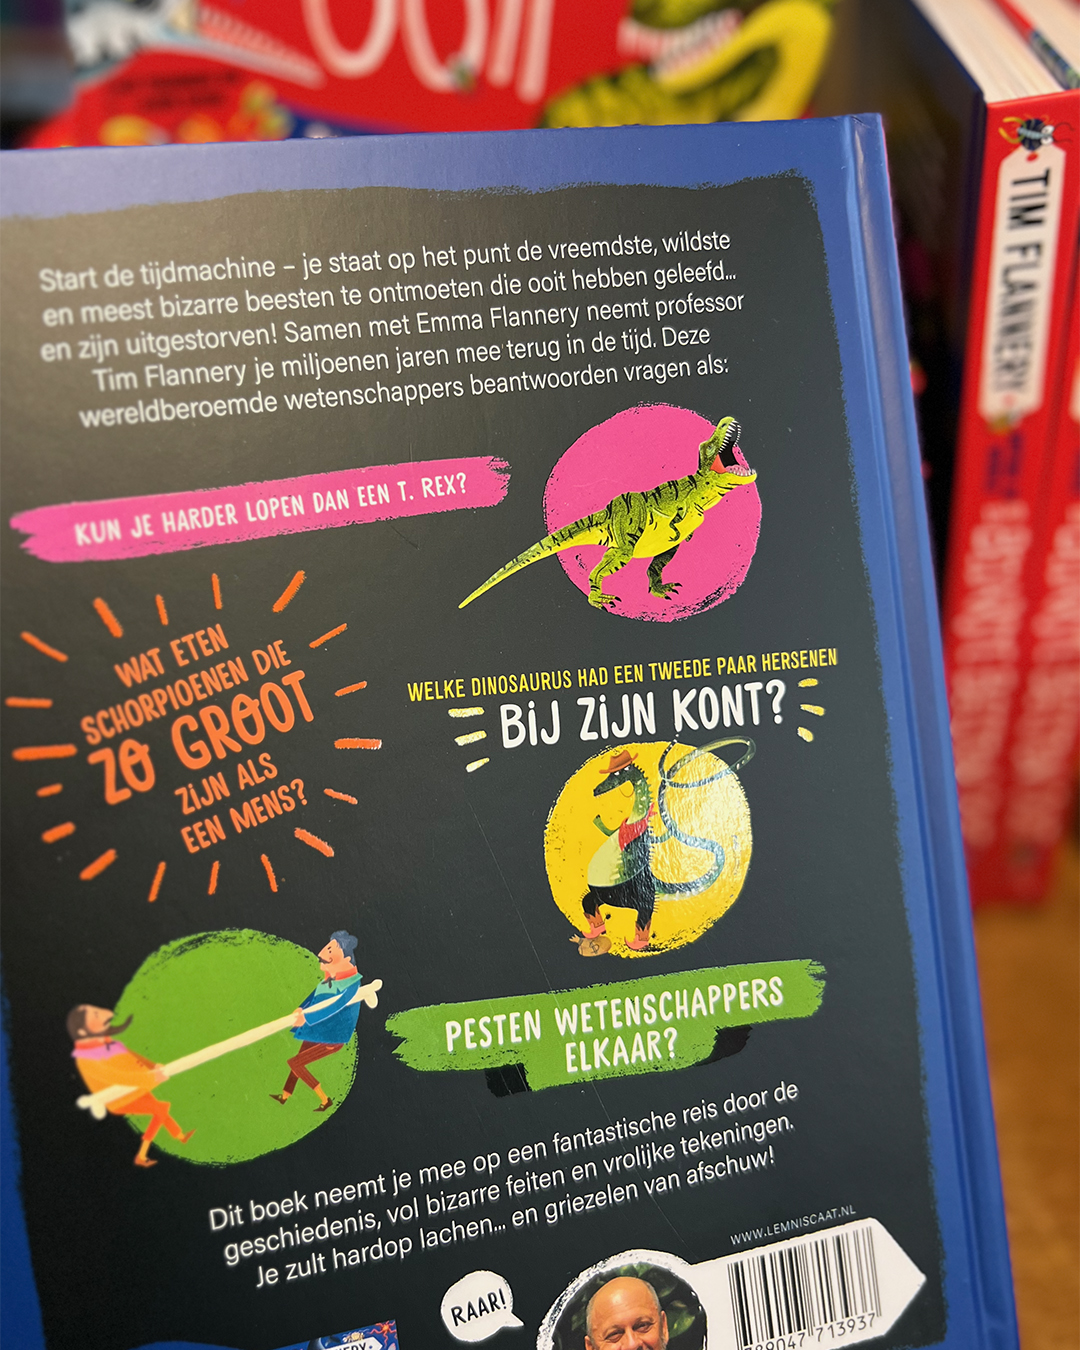 OOIT
TIM FLANNERY
Start de tijdmachine – je staat op het punt de vreemdste, wildste
en meest bizarre beesten te ontmoeten die ooit hebben geleefd...
en zijn uitgestorven! Samen met Emma Flannery neemt professor
Tim Flannery je miljoenen jaren mee terug in de tijd. Deze
wereldberoemde wetenschappers beantwoorden vragen als:
KUN JE HARDER LOPEN DAN EEN T. REX?
WAT ETEN
SCHORPIOENEN DIE
ZO GROOT
ZIJN ALS
EEN MENS?
WELKE DINOSAURUS HAD EEN TWEEDE PAAR HERSENEN
BIJ ZIJN KONT?
PESTEN WETENSCHAPPERS
ELKAAR?
Dit boek neemt je mee op een fantastische reis door de
geschiedenis, vol bizarre feiten en vrolijke tekeningen.
Je zult hardop lachen... en griezelen van afschuw!
WWW.LEMNISCAAT.NL
RAAR!
789047 713937